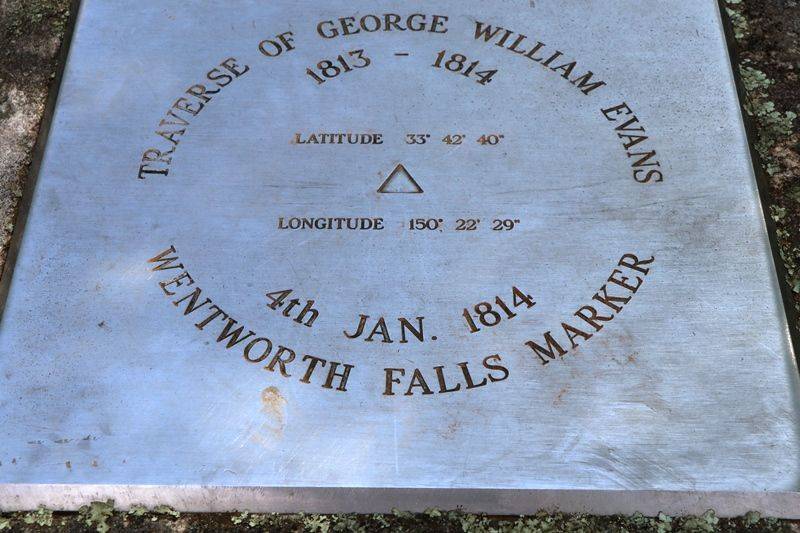 TRAVERSE OF GEORGE WILLIAM EVANS
1813 - 1814
LATITUDE 33° 42' 40"
LONGITUDE 150° 22' 29"
4th JAN. 1814
WENTWORTH FALLS MARKER